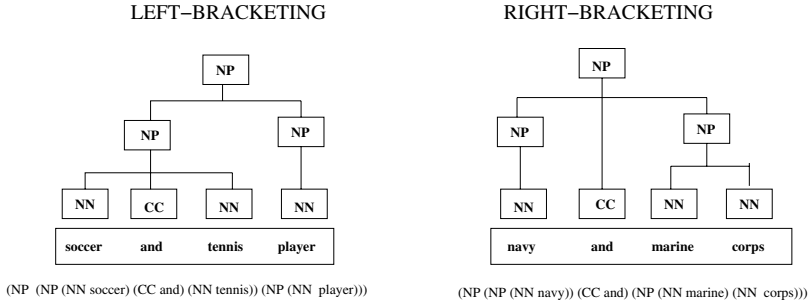 LEFT−BRACKETING
NP
NP NP
NN CC NN NN
soccer and tennis player
(NP (NP (NN soccer) (CC and) (NN tennis)) (NP (NN player)))
RIGHT−BRACKETING
NP
NP NP
NN CC NN NN
navy and marine corps
(NP (NP (NN navy)) (CC and) (NP (NN marine) (NN corps)))